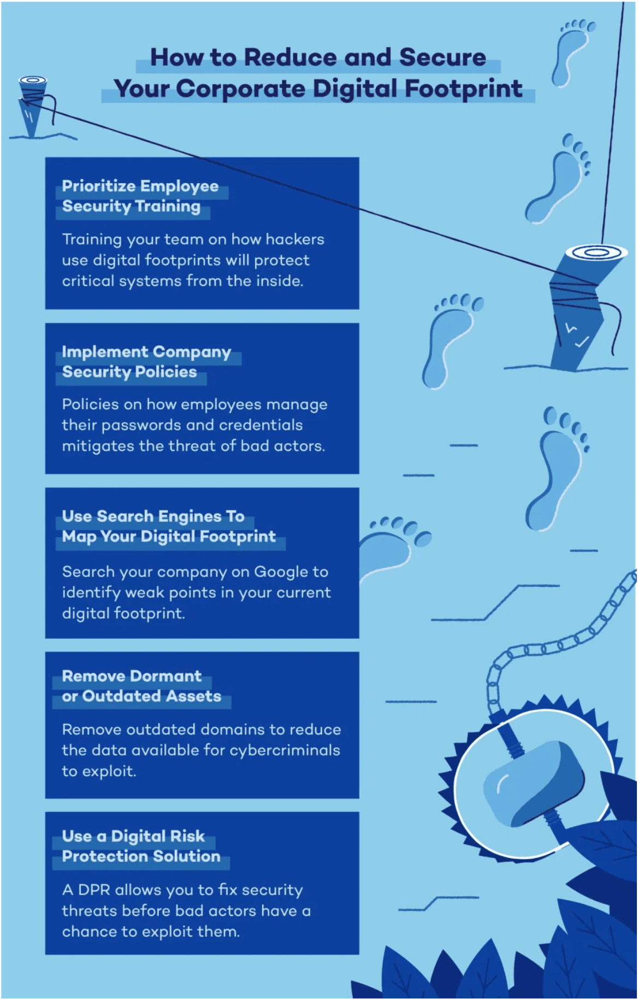 How to Reduce and Secure
Your Corporate Digital Footprint
Prioritize Employee
Security Training
Training your team on how hackers
use digital footprints will protect
critical systems from the inside.
Implement Company
Security Policies
Policies on how employees manage
their passwords and credentials
mitigates the threat of bad actors.
Use Search Engines To
Map Your Digital Footprint
Search your company on Google to
identify weak points in your current
digital footprint.
Remove Dormant
or Outdated Assets
Remove outdated domains to reduce
the data available for cybercriminals
to exploit.
Use a Digital Risk
Protection Solution
A DPR allows you to fix security
threats before bad actors have a
chance to exploit them.